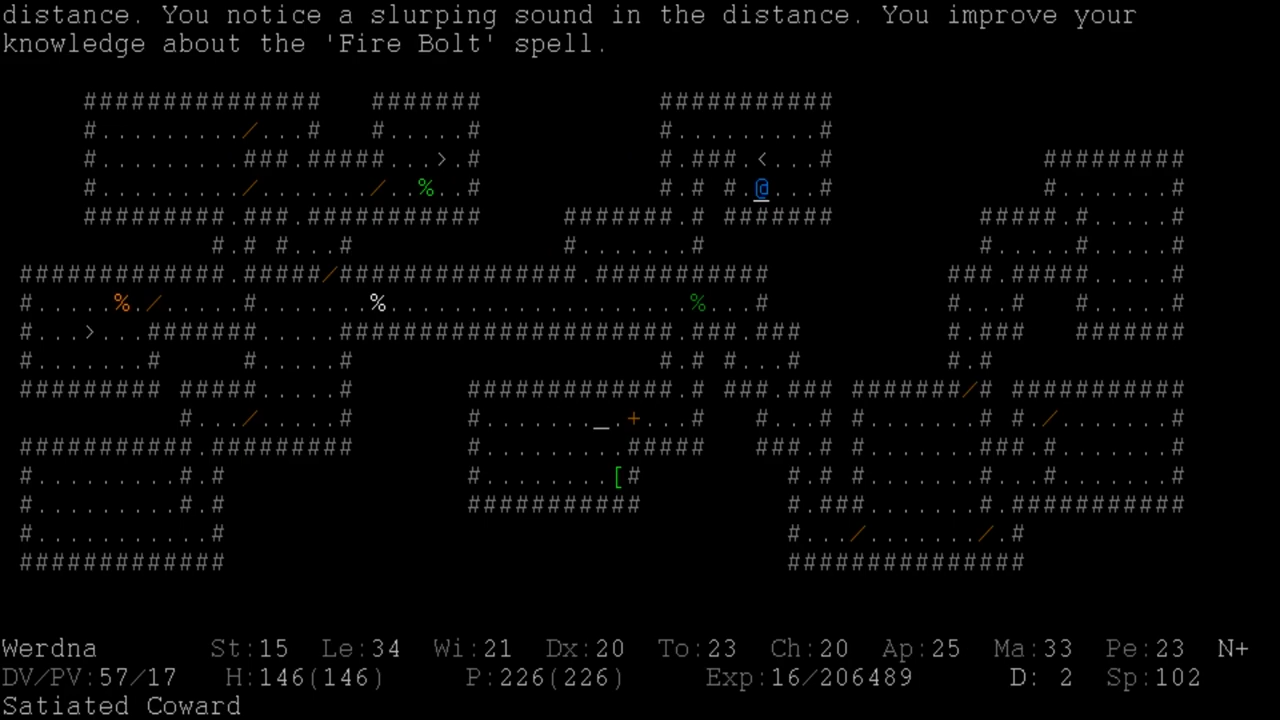 distance. You notice a slurping sound in the distance. You improve your
knowledge about the 'Fire Bolt' spell.
Werdna St:15 Le:34 Wi:21 Dx:20 To:23 Ch:20 Ap:25 Ma:33 Pe:23 N+
DV/PV:57/17 H:146(146) P:226(226) Exp:16/206489 D: 2 Sp:102
Satiated Coward